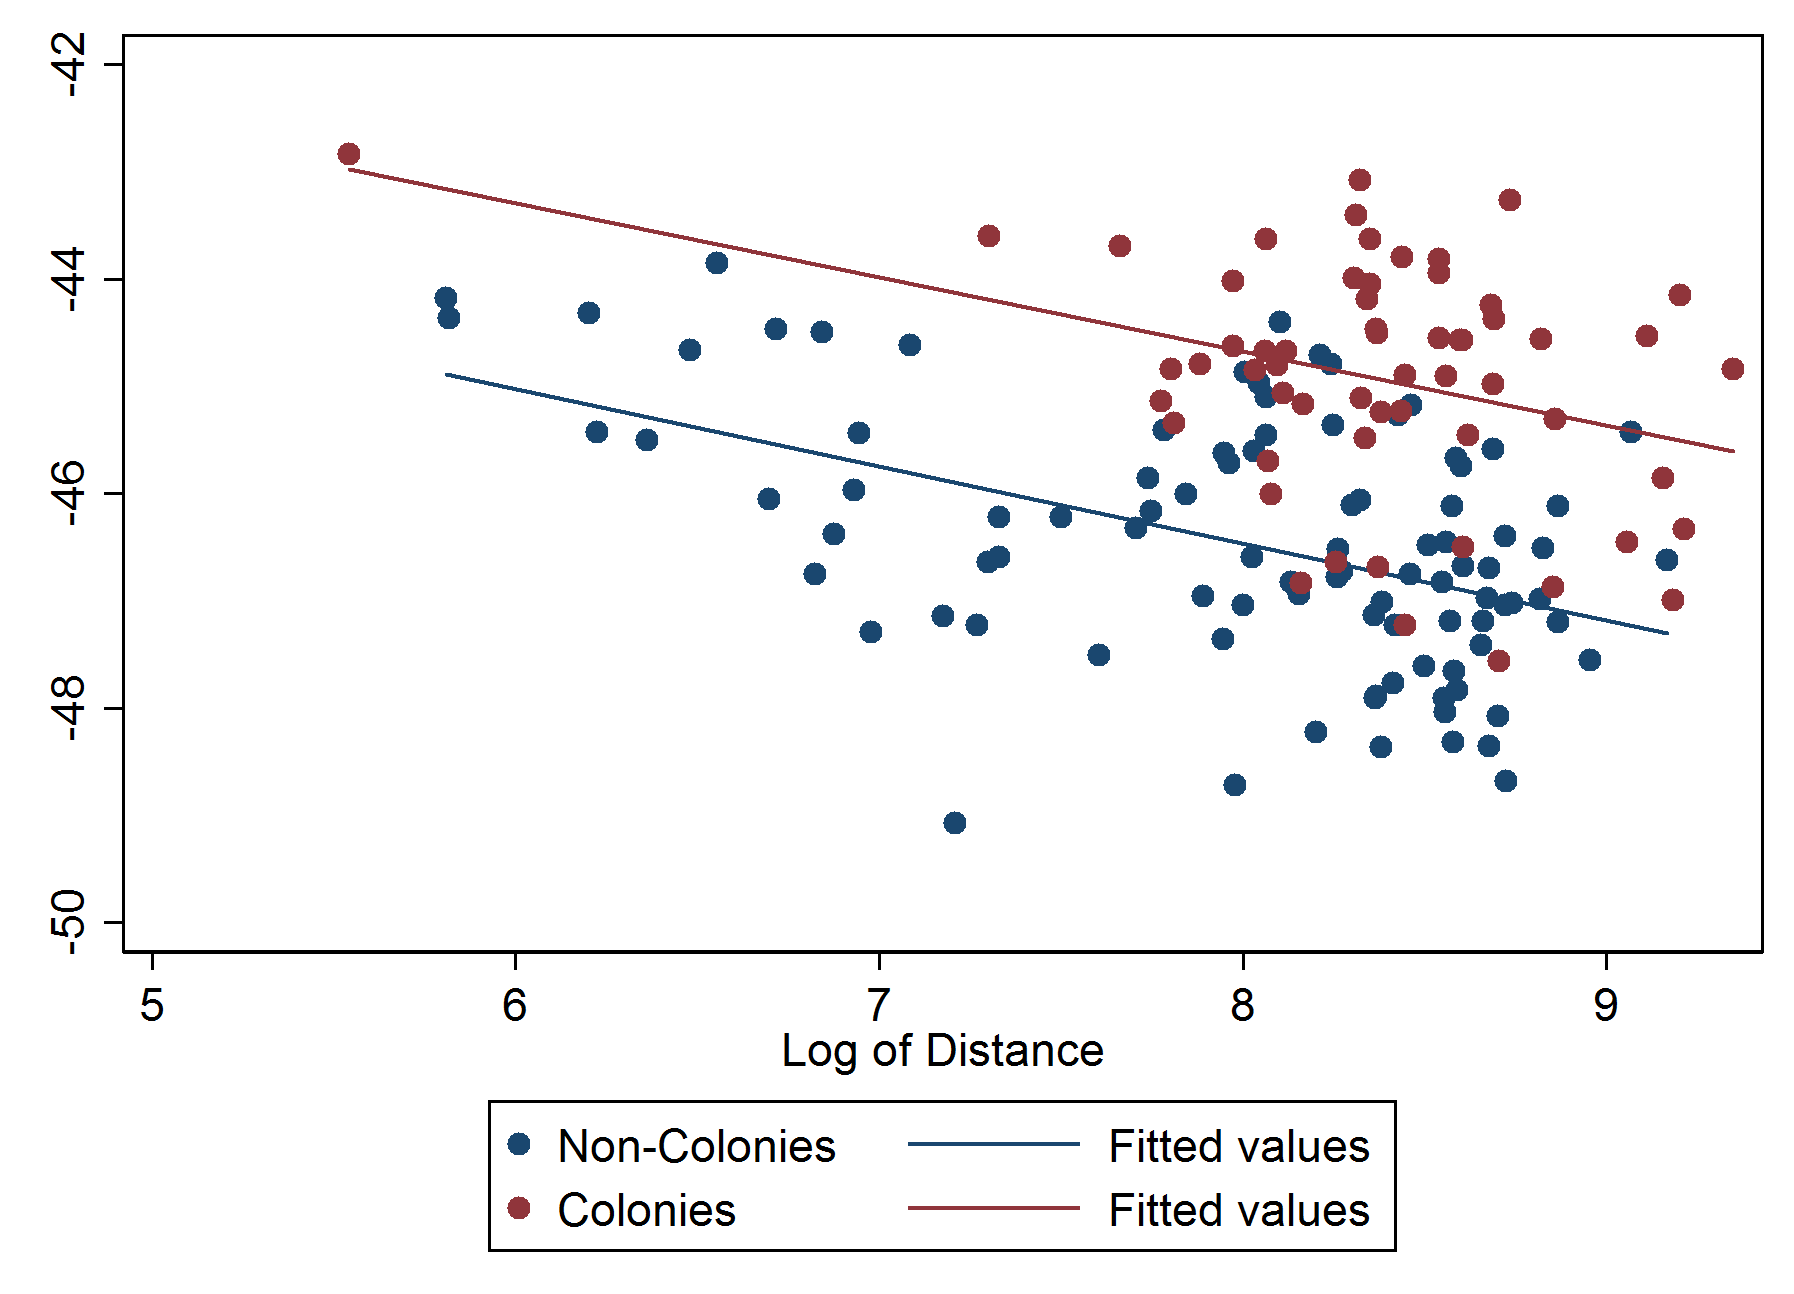 -42
-44
-46
-48
-50
5 6 7 8 9
Log of Distance
Non-Colonies Fitted values
Colonies Fitted values